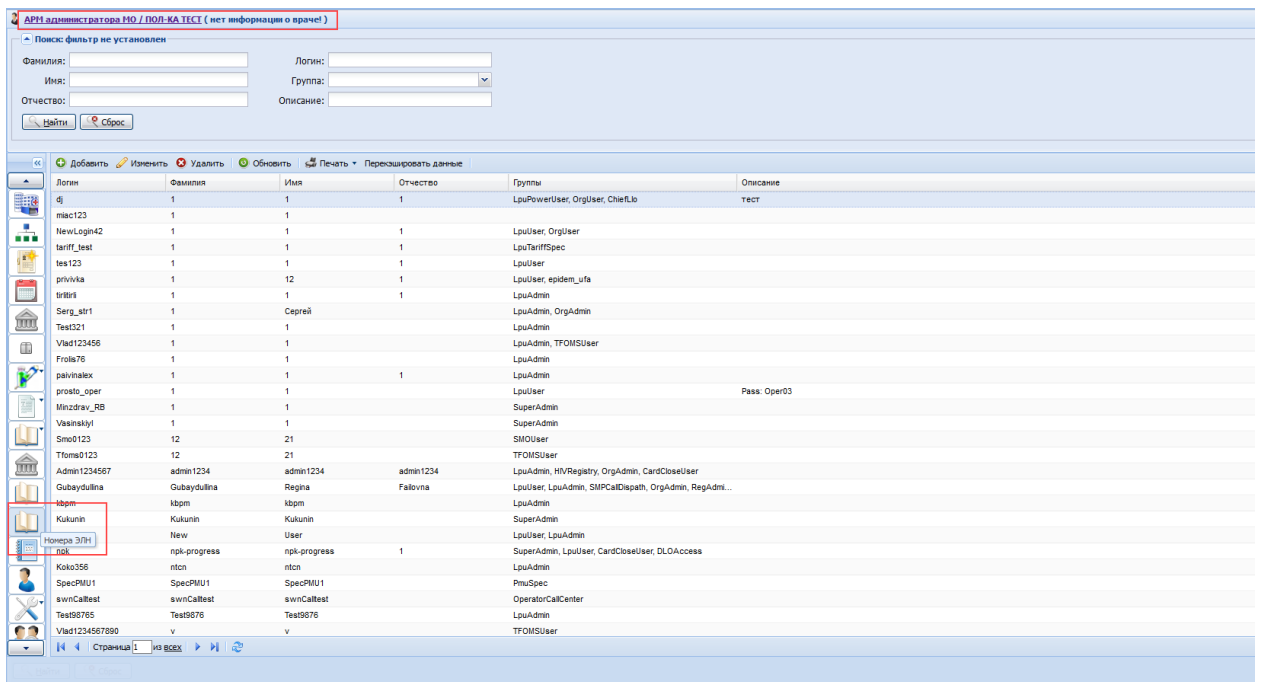 АРМ администратора МО / ПОЛ-КА ТЕСТ ( нет информации о враче! )
Поиск: фильтр не установлен
Фамилия: Логин:
Имя: Группа:
Отчество: Описание:
Найти Сброс
Добавить Изменить Удалить Обновить Печать Перекэшировать данные
Логин Фамилия Имя Отчество Группы Описание
dj 1 1 1 LpuPowerUser, OrgUser, ChiefLlo тест
miac123 1 1
NewLogin42 1 1 1 LpuUser, OrgUser
tariff_test 1 1 1 LpuTariffSpec
tes123 1 1 1 LpuUser
privivka 1 12 1 LpuUser, epidem_ufa
tirlitirli 1 1 1 LpuAdmin
Serg_str1 1 Сергей LpuAdmin, OrgAdmin
Test321 1 1 LpuAdmin
Vlad123456 1 1 LpuAdmin, TFOMSUser
Frolis76 1 1 LpuAdmin
paivinalex 1 1 1 LpuAdmin
prosto_oper 1 1 LpuUser Pass: Oper03
Minzdrav_RB 1 1 SuperAdmin
Vasinskiyl 1 1 SuperAdmin
Smo0123 12 21 SMOUser
Tfoms0123 12 21 TFOMSUser
Admin1234567 admin1234 admin1234 admin1234 LpuAdmin, HIVRegistry, OrgAdmin, CardCloseUser
Gubaydullina Gubaydullina Regina Failovna LpuUser, LpuAdmin, SMPCallDispath, OrgAdmin, RegAdmi...
kbpm kbpm kbpm LpuAdmin
Kukunin Kukunin Kukunin SuperAdmin
New User LpuUser, LpuAdmin
Номера ЭЛН
npk npk-progress npk-progress 1 SuperAdmin, LpuUser, CardCloseUser, DLOAccess
Koko356 ntcn ntcn LpuAdmin
SpecPMU1 SpecPMU1 SpecPMU1 PmuSpec
swnCalltest swnCalltest swnCalltest OperatorCallCenter
Test98765 Test9876 Test9876 LpuAdmin
Vlad1234567890 v v TFOMSUser
Страница 1 из всех